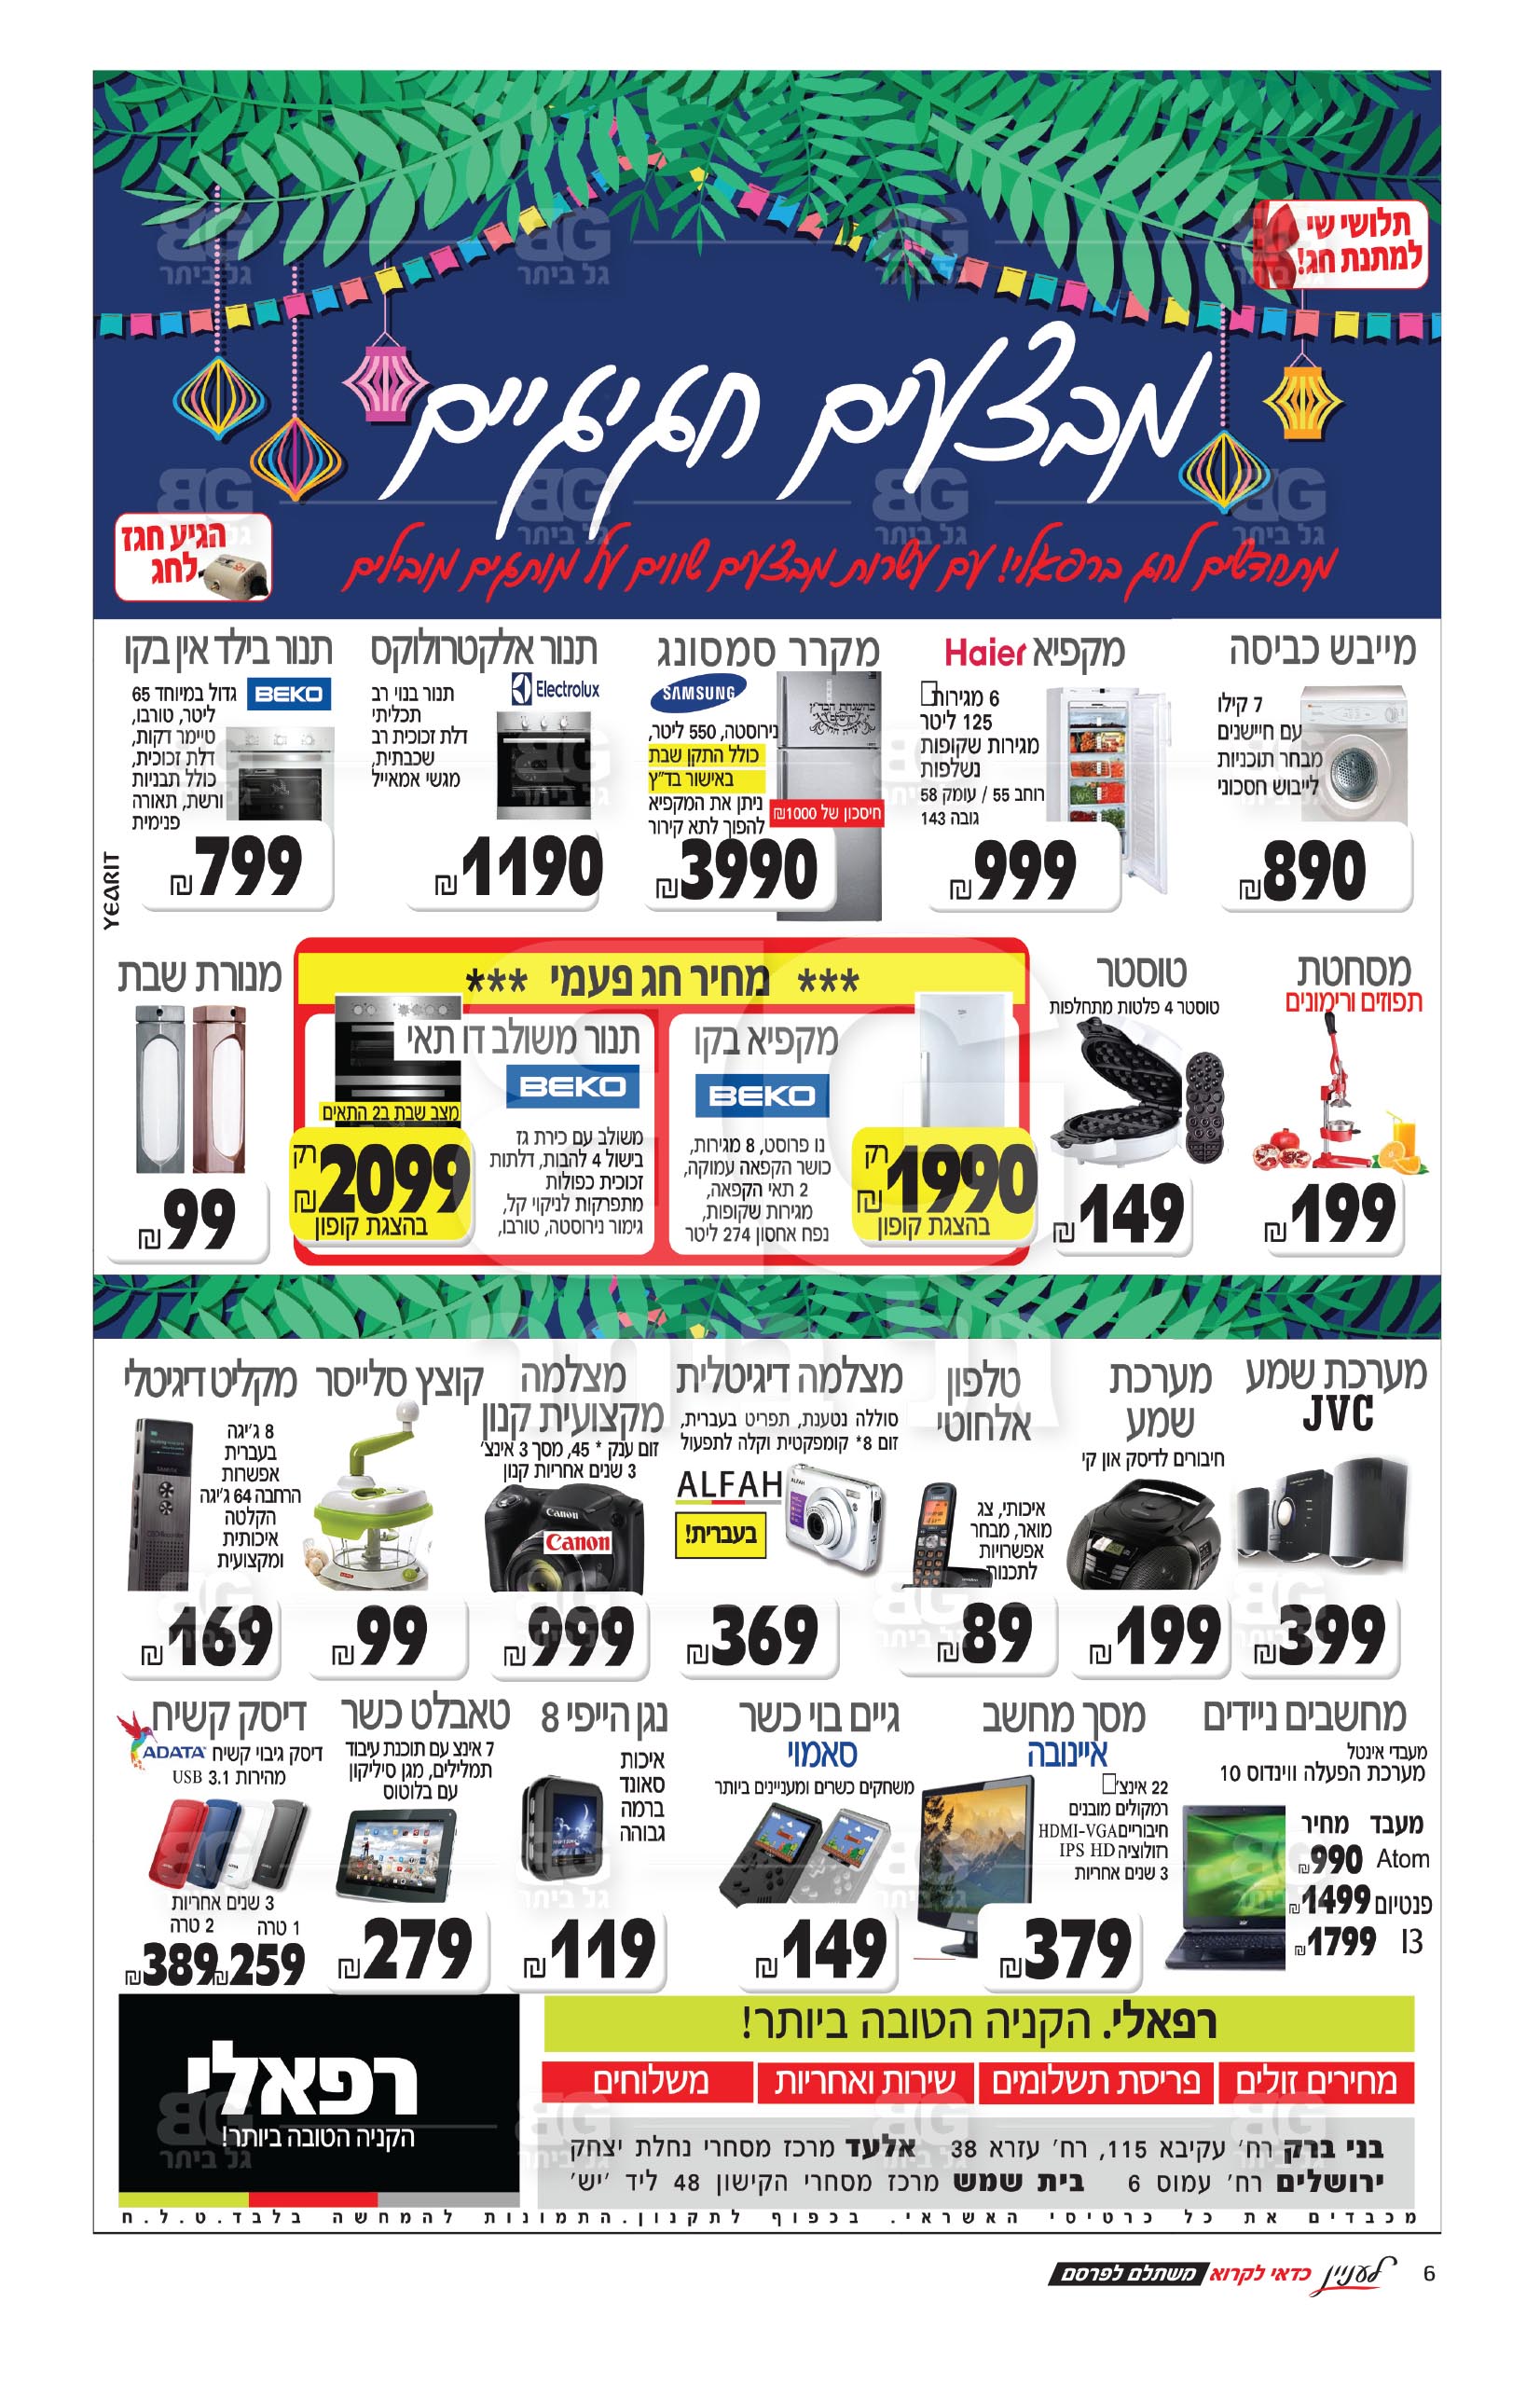 תלושי שי
למתנת חג!
מבצעים חגיגיים
הגיע חגז
לחג
מתחדשים לחג ברפאלי! עם עשרות מבצעים שווים על מותגים מובילים
מייבש כביסה
7 קילו
עם חיישנים
מבחר תוכניות
לייבוש חסכוני
890 ₪
מקפיא Haier
6 מגירות
125 ליטר
מגירות שקופות
נשלפות
רוחב 55 / עומק 58
גובה 143
999 ₪
מקרר סמסונג
SAMSUNG
נירוסטה, 550 ליטר,
כולל התקן שבת
באישור בד"ץ
ניתן את המקפיא
להפוך לתא קירור
חיסכון של 1000₪
3990 ₪
תנור אלקטרולוקס
Electrolux
תנור בנוי רב
תכליתי
דלת זכוכית רב
שכבתית,
מגשי אמאייל
1190 ₪
תנור בילד אין בקו
BEKO
גדול במיוחד 65
ליטר, טורבו,
טיימר דקות,
דלת זכוכית,
כולל תבניות
ורשת, תאורה
פנימית
799 ₪
YEARIT
מסחטת
תפוזים ורימונים
199 ₪
טוסטר
טוסטר 4 פלטות מתחלפות
149 ₪
*** מחיר חג פעמי ***
מקפיא בקו
BEKO
נו פרוסט, 8 מגירות,
כושר הקפאה עמוקה,
2 תאי הקפאה,
מגירות שקופות,
נפח אחסון 274 ליטר
רק 1990 ₪
בהצגת קופון
תנור משולב דו תאי
BEKO
מצב שבת ב2 התאים
משולב עם כירת גז
בישול 4 להבות, דלתות
זכוכית כפולות
מתפרקות לניקוי קל,
גימור נירוסטה, טורבו,
רק 2099 ₪
בהצגת קופון
מנורת שבת
99 ₪
מערכת שמע
JVC
399 ₪
מערכת
שמע
חיבורים לדיסק און קי
199 ₪
טלפון
אלחוטי
איכותי, צג
מואר, מבחר
אפשרויות
לתכנות
89 ₪
מצלמה דיגיטלית
סוללה נטענת, תפריט בעברית,
זום 8* קומפקטית וקלה לתפעול
ALFAH
בעברית!
369 ₪
מצלמה
מקצועית קנון
זום ענק * 45, מסך 3 אינצ'
3 שנים אחריות קנון
Canon
Canon
999 ₪
קוצץ סלייסר
99 ₪
מקליט דיגיטלי
8 ג'יגה
בעברית
אפשרות
הרחבה 64 ג'יגה
הקלטה
איכותית
ומקצועית
169 ₪
מחשבים ניידים
מעבדי אינטל
מערכת הפעלה ווינדוס 10
מעבד מחיר
Atom 990 ₪
פנטיום 1499 ₪
I3 1799 ₪
מסך מחשב
איינובה
22 אינצ'
רמקולים מובנים
חיבוריים HDMI-VGA
רזולוציה IPS HD
3 שנים אחריות
379 ₪
גיים בוי כשר
סאמוי
משחקים כשרים ומעניינים ביותר
149 ₪
נגן הייפי 8
איכות
סאונד
ברמה
גבוהה
119 ₪
טאבלט כשר
7 אינצ עם תוכנת עיבוד
תמלילים, מגן סיליקון
עם בלוטוס
279 ₪
דיסק קשיח
ADATA דיסק גיבוי קשיח
מהירות USB 3.1
3 שנים אחריות
1 טרה 2 טרה
259 ₪ 389 ₪
רפאלי. הקניה הטובה ביותר!
מחירים זולים
פריסת תשלומים
שירות ואחריות
משלוחים
בני ברק רח' עקיבא 115, רח' עזרא 38 אלעד מרכז מסחרי נחלת יצחק
ירושלים רח' עמוס 6 בית שמש מרכז מסחרי הקישון 48 ליד 'יש'
רפאלי
הקניה הטובה ביותר!
מכבדים את כל כרטיסי האשראי. בכפוף לתקנון. התמונות להמחשה בלבד. ט.ל.ח
6 לעניין כדאי לקרוא משתלם לפרסם
BG
גל ביתר